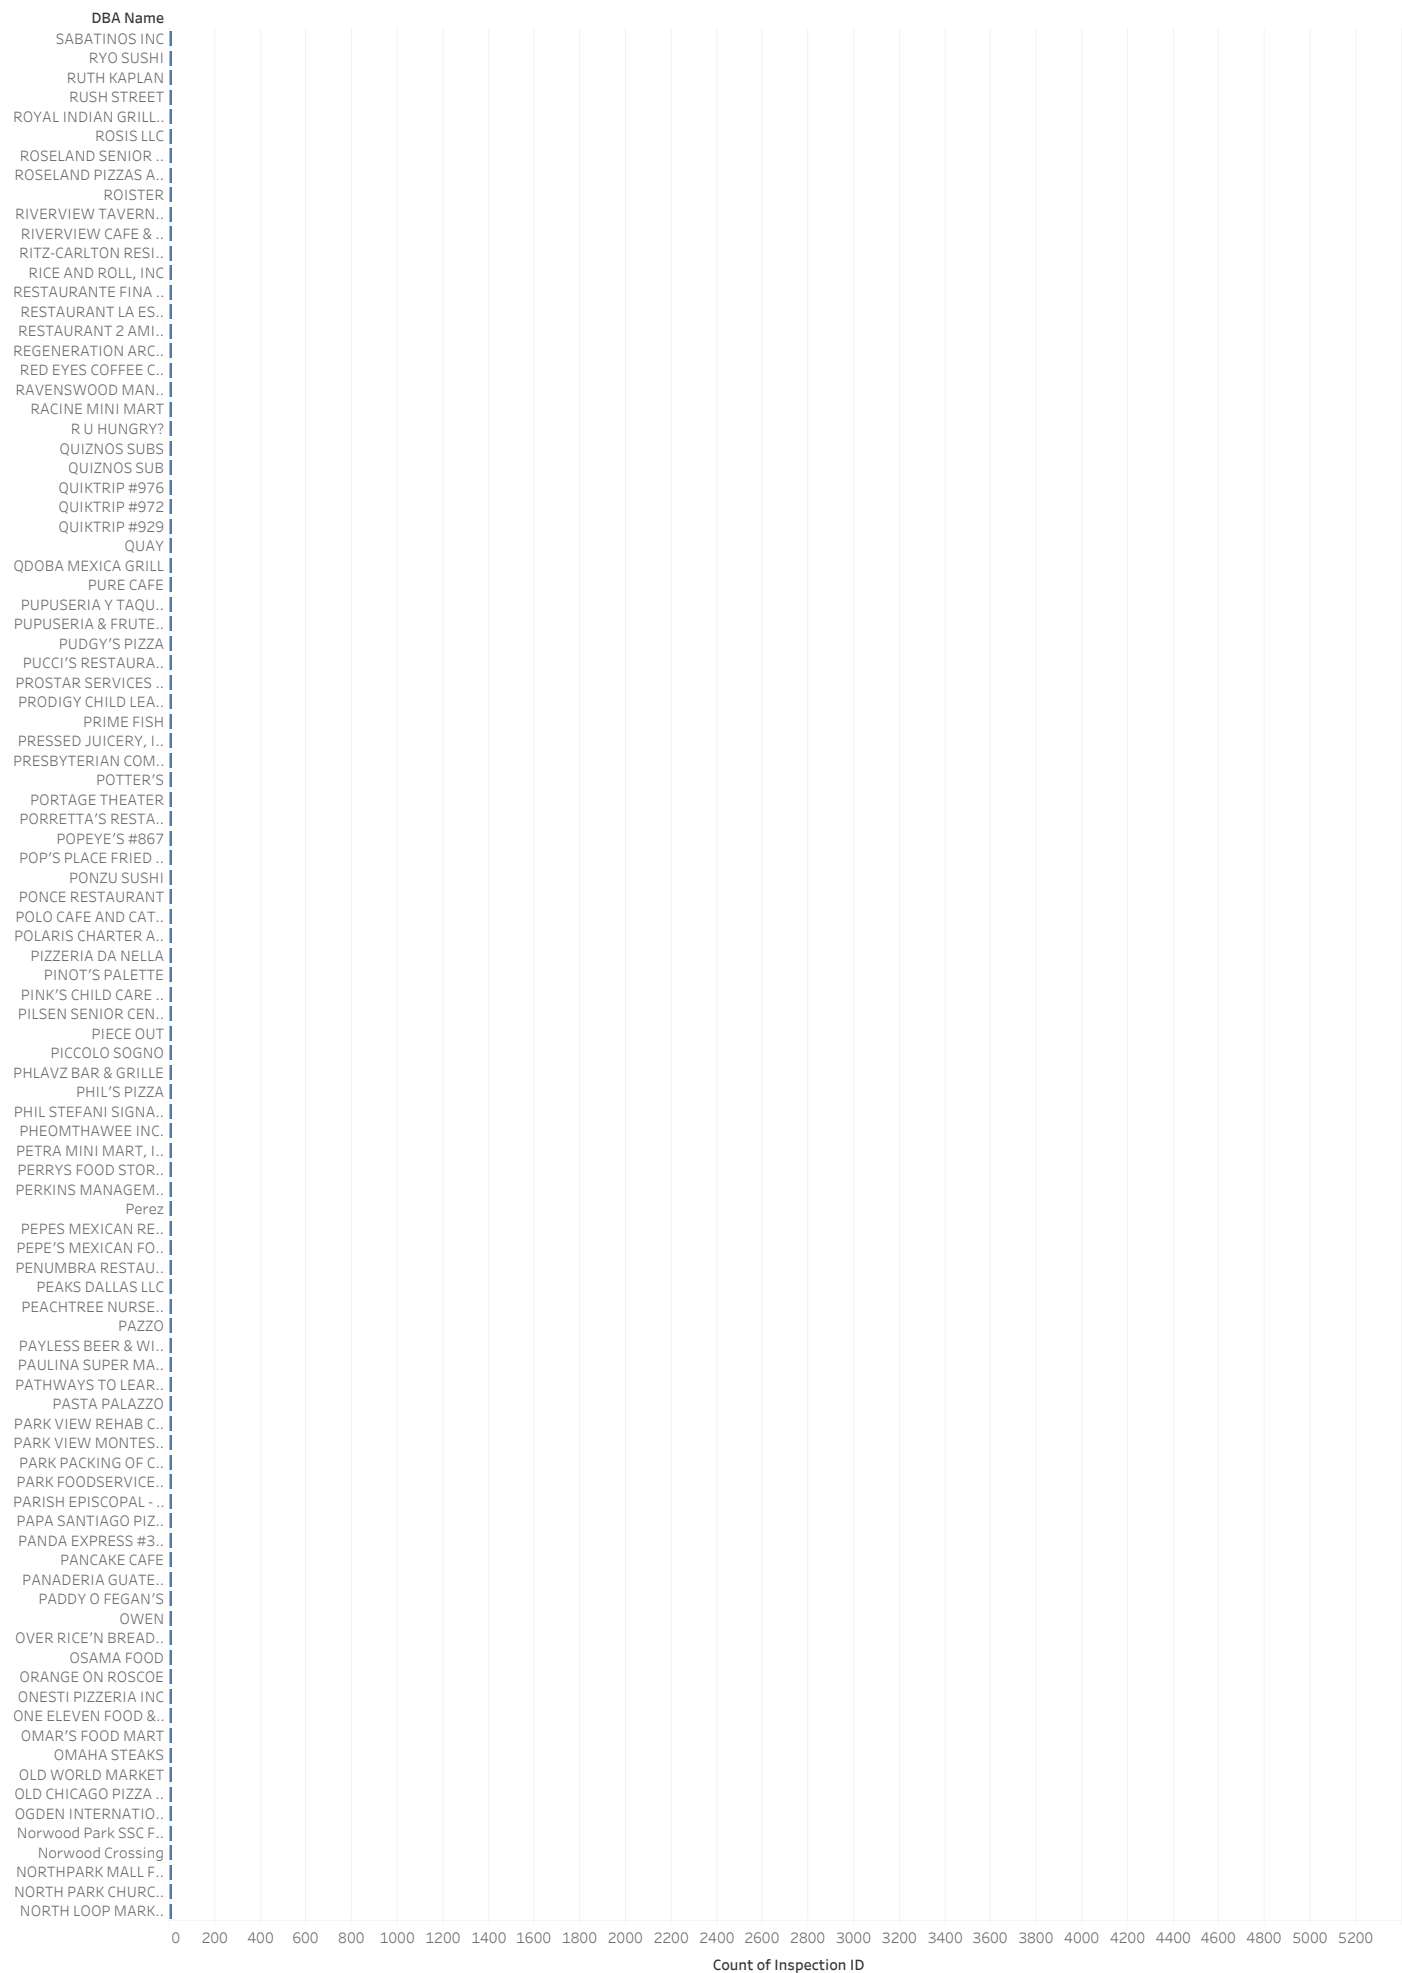 DBA Name
SABATINOS INC
RYO SUSHI
RUTH KAPLAN
RUSH STREET
ROYAL INDIAN GRILL..
ROSIS LLC
ROSELAND SENIOR ..
ROSELAND PIZZAS A..
ROISTER
RIVERVIEW TAVERN..
RIVERVIEW CAFE & ..
RITZ-CARLTON RESI..
RICE AND ROLL, INC
RESTAURANTE FINA ..
RESTAURANT LA ES..
RESTAURANT 2 AMI..
REGENERATION ARC..
RED EYES COFFEE C..
RAVENSWOOD MAN..
RACINE MINI MART
R U HUNGRY?
QUIZNOS SUBS
QUIZNOS SUB
QUIKTRIP #976
QUIKTRIP #972
QUIKTRIP #929
QUAY
QDOBA MEXICA GRILL
PURE CAFE
PUPUSERIA Y TAQU..
PUPUSERIA & FRUTE..
PUDGY'S PIZZA
PUCCI'S RESTAURA..
PROSTAR SERVICES ..
PRODIGY CHILD LEA..
PRIME FISH
PRESSED JUICERY, I..
PRESBYTERIAN COM..
POTTER'S
PORTAGE THEATER
PORRETTA'S RESTA..
POPEYE'S #867
POP'S PLACE FRIED ..
PONZU SUSHI
PONCE RESTAURANT
POLO CAFE AND CAT..
POLARIS CHARTER A..
PIZZERIA DA NELLA
PINOT'S PALETTE
PINK'S CHILD CARE ..
PILSEN SENIOR CEN..
PIECE OUT
PICCOLO SOGNO
PHLAVZ BAR & GRILLE
PHIL'S PIZZA
PHIL STEFANI SIGNA..
PHEOMTHAWEE INC.
PETRA MINI MART, I..
PERRYS FOOD STOR..
PERKINS MANAGEM..
Perez
PEPES MEXICAN RE..
PEPE'S MEXICAN FO..
PENUMBRA RESTAU..
PEAKS DALLAS LLC
PEACHTREE NURSE..
PAZZO
PAYLESS BEER & WI..
PAULINA SUPER MA..
PATHWAYS TO LEAR..
PASTA PALAZZO
PARK VIEW REHAB C..
PARK VIEW MONTES..
PARK PACKING OF C..
PARK FOODSERVICE..
PARISH EPISCOPAL - ..
PAPA SANTIAGO PIZ..
PANDA EXPRESS #3..
PANCAKE CAFE
PANADERIA GUATE..
PADDY O FEGAN'S
OWEN
OVER RICE'N BREAD..
OSAMA FOOD
ORANGE ON ROSCOE
ONESTI PIZZERIA INC
ONE ELEVEN FOOD &..
OMAR'S FOOD MART
OMAHA STEAKS
OLD WORLD MARKET
OLD CHICAGO PIZZA ..
OGDEN INTERNATIO..
Norwood Park SSC F..
Norwood Crossing
NORTHPARK MALL F..
NORTH PARK CHURC..
NORTH LOOP MARK..
0 200 400 600 800 1000 1200 1400 1600 1800 2000 2200 2400 2600 2800 3000 3200 3400 3600 3800 4000 4200 4400 4600 4800 5000 5200
Count of Inspection ID